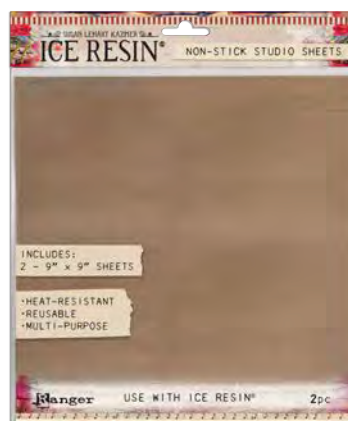 SUSAN LENART KAZMER
ICE RESIN®
NON-STICK STUDIO SHEETS
INCLUDES:
2 - 9" x 9" SHEETS
•HEAT-RESISTANT
•REUSABLE
•MULTI-PURPOSE
Ranger
USE WITH ICE RESIN®
2pc